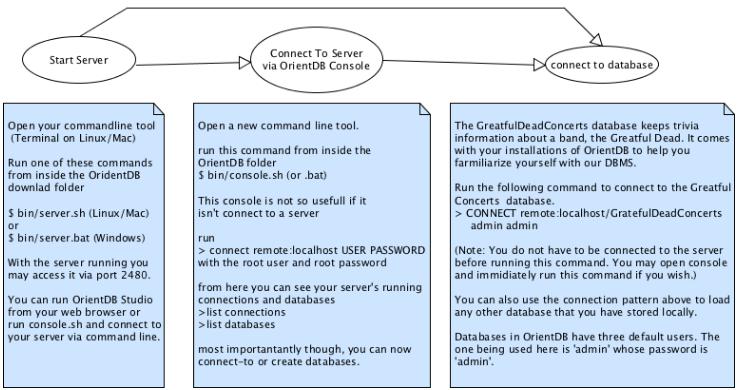 Start Server
Connect To Server
via OrientDB Console
connect to database
Open your commandline tool
(Terminal on Linux/Mac)
Run one of these commands
from inside the OridentDB
downlad folder
$ bin/server.sh (Linux/Mac)
or
$ bin/server.bat (Windows)
With the server running you
may access it via port 2480.
You can run OrientDB Studio
from your web browser or
run console.sh and connect to
your server via command line.
Open a new command line tool.
run this command from inside the
OrientDB folder
$ bin/console.sh (or .bat)
This console is not so usefull if it
isn't connect to a server
run
> connect remote:localhost USER PASSWORD
with the root user and root password
from here you can see your server's running
connections and databases
>list connections
>list databases
most importantantly though, you can now
connect-to or create databases.
The GreatfulDeadConcerts database keeps trivia
information about a band, the Greatful Dead. It comes
with your installations of OrientDB to help you
farmiliarize yourself with our DBMS.
Run the following command to connect to the Greatful
Concerts database.
> CONNECT remote:localhost/GratefulDeadConcerts
admin admin
(Note: You do not have to be connected to the server
before running this command. You may open console
and immidiately run this command if you wish.)
You can also use the connection pattern above to load
any other database that you have stored locally.
Databases in OrientDB have three default users. The
one being used here is 'admin' whose password is
'admin'.